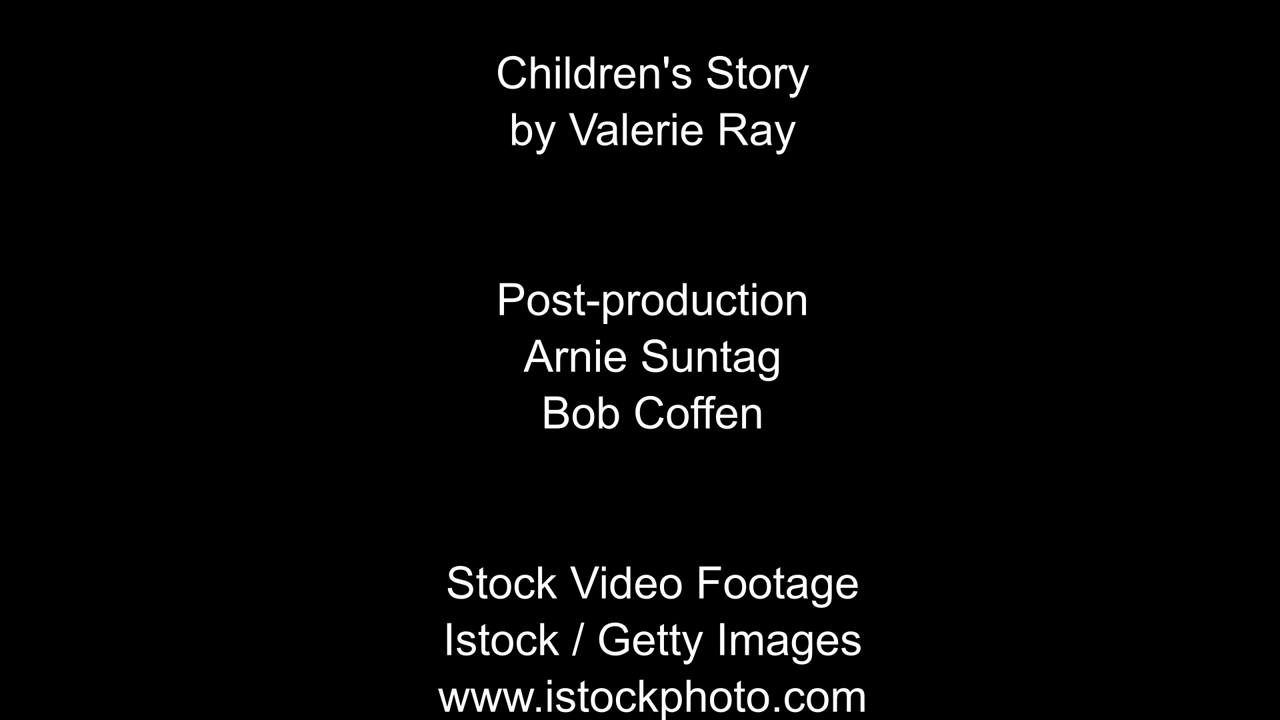 Children's Story
by Valerie Ray
Post-production
Arnie Suntag
Bob Coffen
Stock Video Footage
Istock / Getty Images
www.istockphoto.com